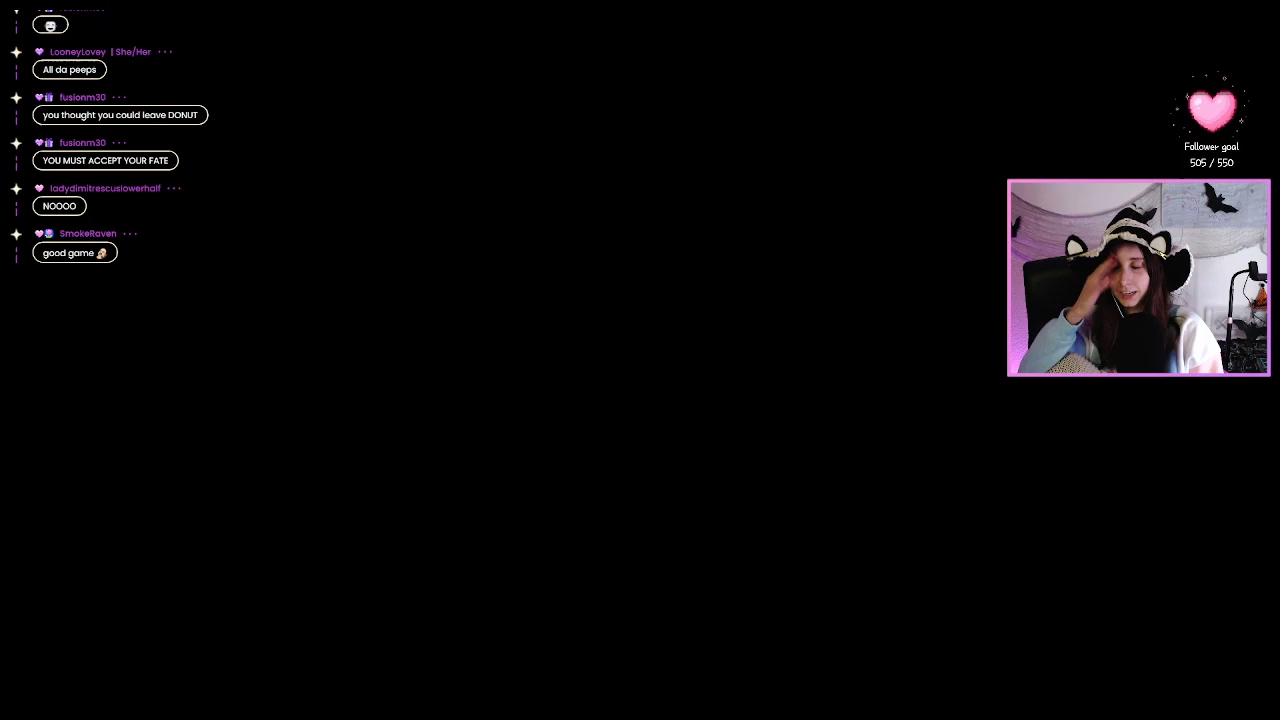 LooneyLovey | She/Her ···
All da peeps
fusionm30 ···
you thought you could leave DONUT
fusionm30 ···
YOU MUST ACCEPT YOUR FATE
ladydimitrescuslowerhalf ···
NOOOO
SmokeRaven ···
good game
Follower goal
505 / 550